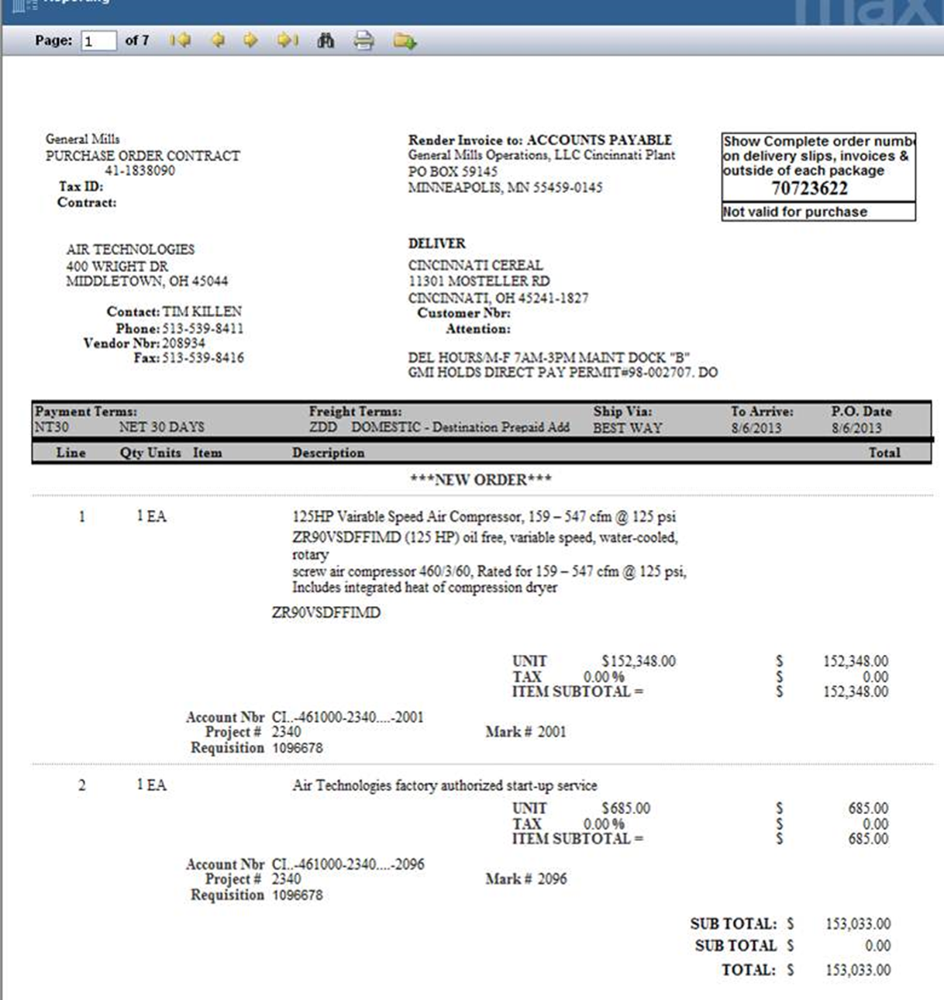 Reporting
Page: 1 of 7
General Mills
PURCHASE ORDER CONTRACT
41-1838090
Tax ID:
Contract:
Render Invoice to: ACCOUNTS PAYABLE
General Mills Operations, LLC Cincinnati Plant
PO BOX 59145
MINNEAPOLIS, MN 55459-0145
Show Complete order numbe
on delivery slips, invoices &
outside of each package
70723622
Not valid for purchase
AIR TECHNOLOGIES
400 WRIGHT DR
MIDDLETOWN, OH 45044
Contact: TIM KILLEN
Phone: 513-539-8411
Vendor Nbr: 208934
Fax: 513-539-8416
DELIVER
CINCINNATI CEREAL
11301 MOSTELLER RD
CINCINNATI, OH 45241-1827
Customer Nbr:
Attention:
DEL HOURS/M-F 7AM-3PM MAINT DOCK "B"
GMI HOLDS DIRECT PAY PERMIT#98-002707. DO
Payment Terms: Freight Terms: Ship Via: To Arrive: P.O. Date
NT30 NET 30 DAYS ZDD DOMESTIC - Destination Prepaid Add BEST WAY 8/6/2013 8/6/2013
Line Qty Units Item Description Total
***NEW ORDER***
1 1 EA 125HP Vairable Speed Air Compressor, 159 – 547 cfm @ 125 psi
ZR90VSDFFIMD (125 HP) oil free, variable speed, water-cooled,
rotary
screw air compressor 460/3/60, Rated for 159 – 547 cfm @ 125 psi,
Includes integrated heat of compression dryer
ZR90VSDFFIMD
UNIT $152,348.00 $ 152,348.00
TAX 0.00 % $ 0.00
ITEM SUBTOTAL = $ 152,348.00
Account Nbr CI..-461000-2340....-2001
Project # 2340 Mark # 2001
Requisition 1096678
2 1 EA Air Technologies factory authorized start-up service
UNIT $685.00 $ 685.00
TAX 0.00 % $ 0.00
ITEM SUBTOTAL = $ 685.00
Account Nbr CI..-461000-2340....-2096
Project # 2340 Mark # 2096
Requisition 1096678
SUB TOTAL: $ 153,033.00
SUB TOTAL $ 0.00
TOTAL: $ 153,033.00